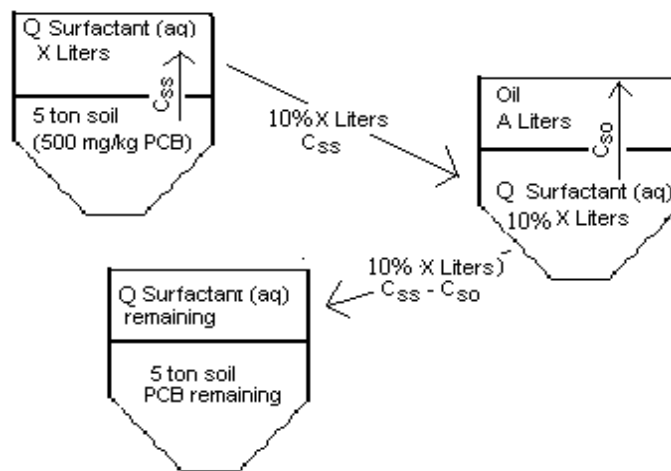 Q Surfactant (aq)
X Liters
Css
5 ton soil
(500 mg/kg PCB)
10% X Liters
Css
Oil
A Liters
Cso
Q Surfactant (aq)
10% X Liters
10% X Liters)
Css - Cso
Q Surfactant (aq)
remaining
5 ton soil
PCB remaining